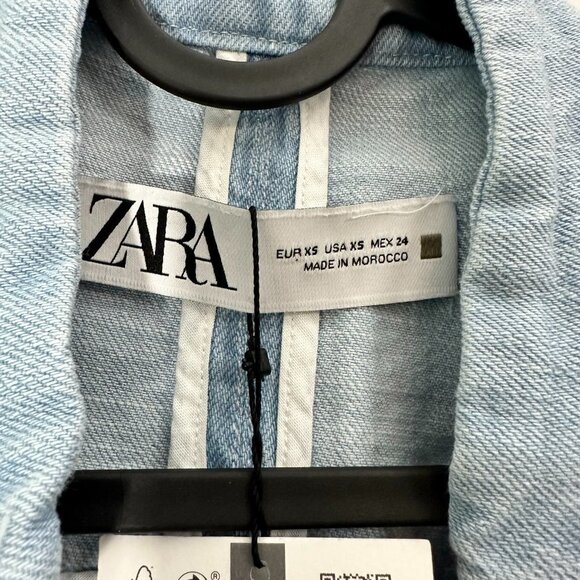 ZARA
EUR XS USA XS MEX 24
MADE IN MOROCCO
®